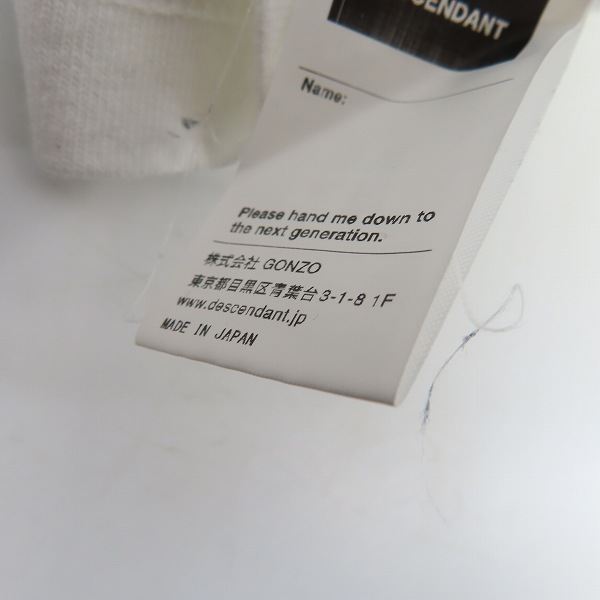 SCENDANT
Name:
Please hand me down to
the next generation.
株式会社 GONZO
東京都目黒区青葉台 3-1-8 1F
www.descendant.jp
MADE IN JAPAN